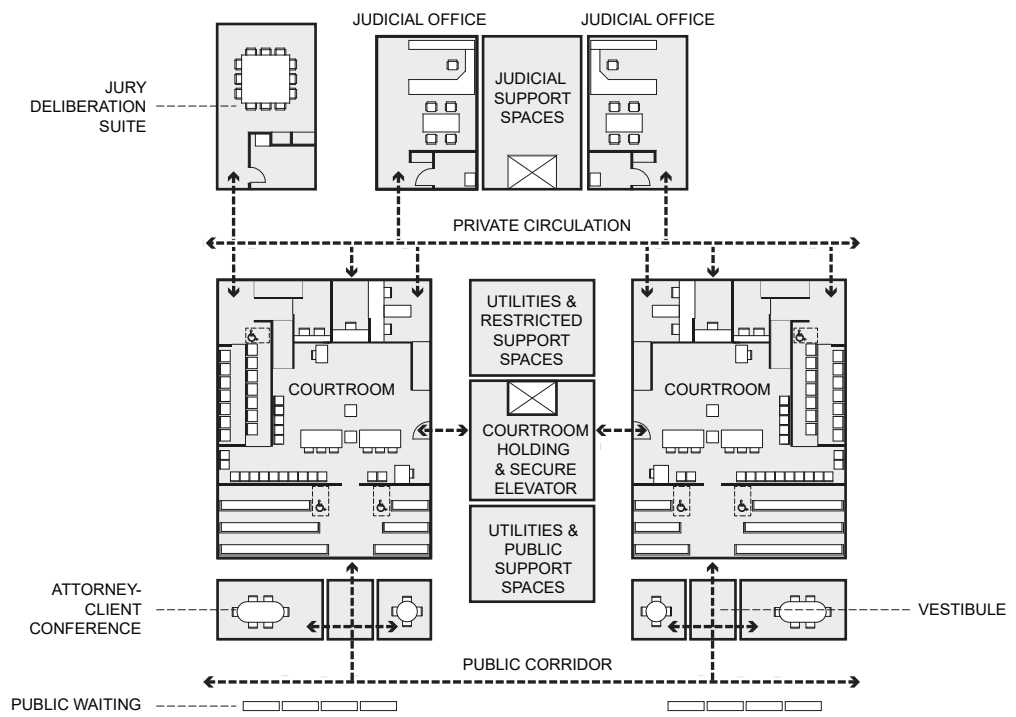 JUDICIAL OFFICE
JUDICIAL OFFICE
JURY
DELIBERATION
SUITE
JUDICIAL
SUPPORT
SPACES
PRIVATE CIRCULATION
UTILITIES &
RESTRICTED
SUPPORT
SPACES
COURTROOM
COURTROOM
COURTROOM
HOLDING
& SECURE
ELEVATOR
UTILITIES &
PUBLIC
SUPPORT
SPACES
ATTORNEY-
CLIENT
CONFERENCE
VESTIBULE
PUBLIC CORRIDOR
PUBLIC WAITING